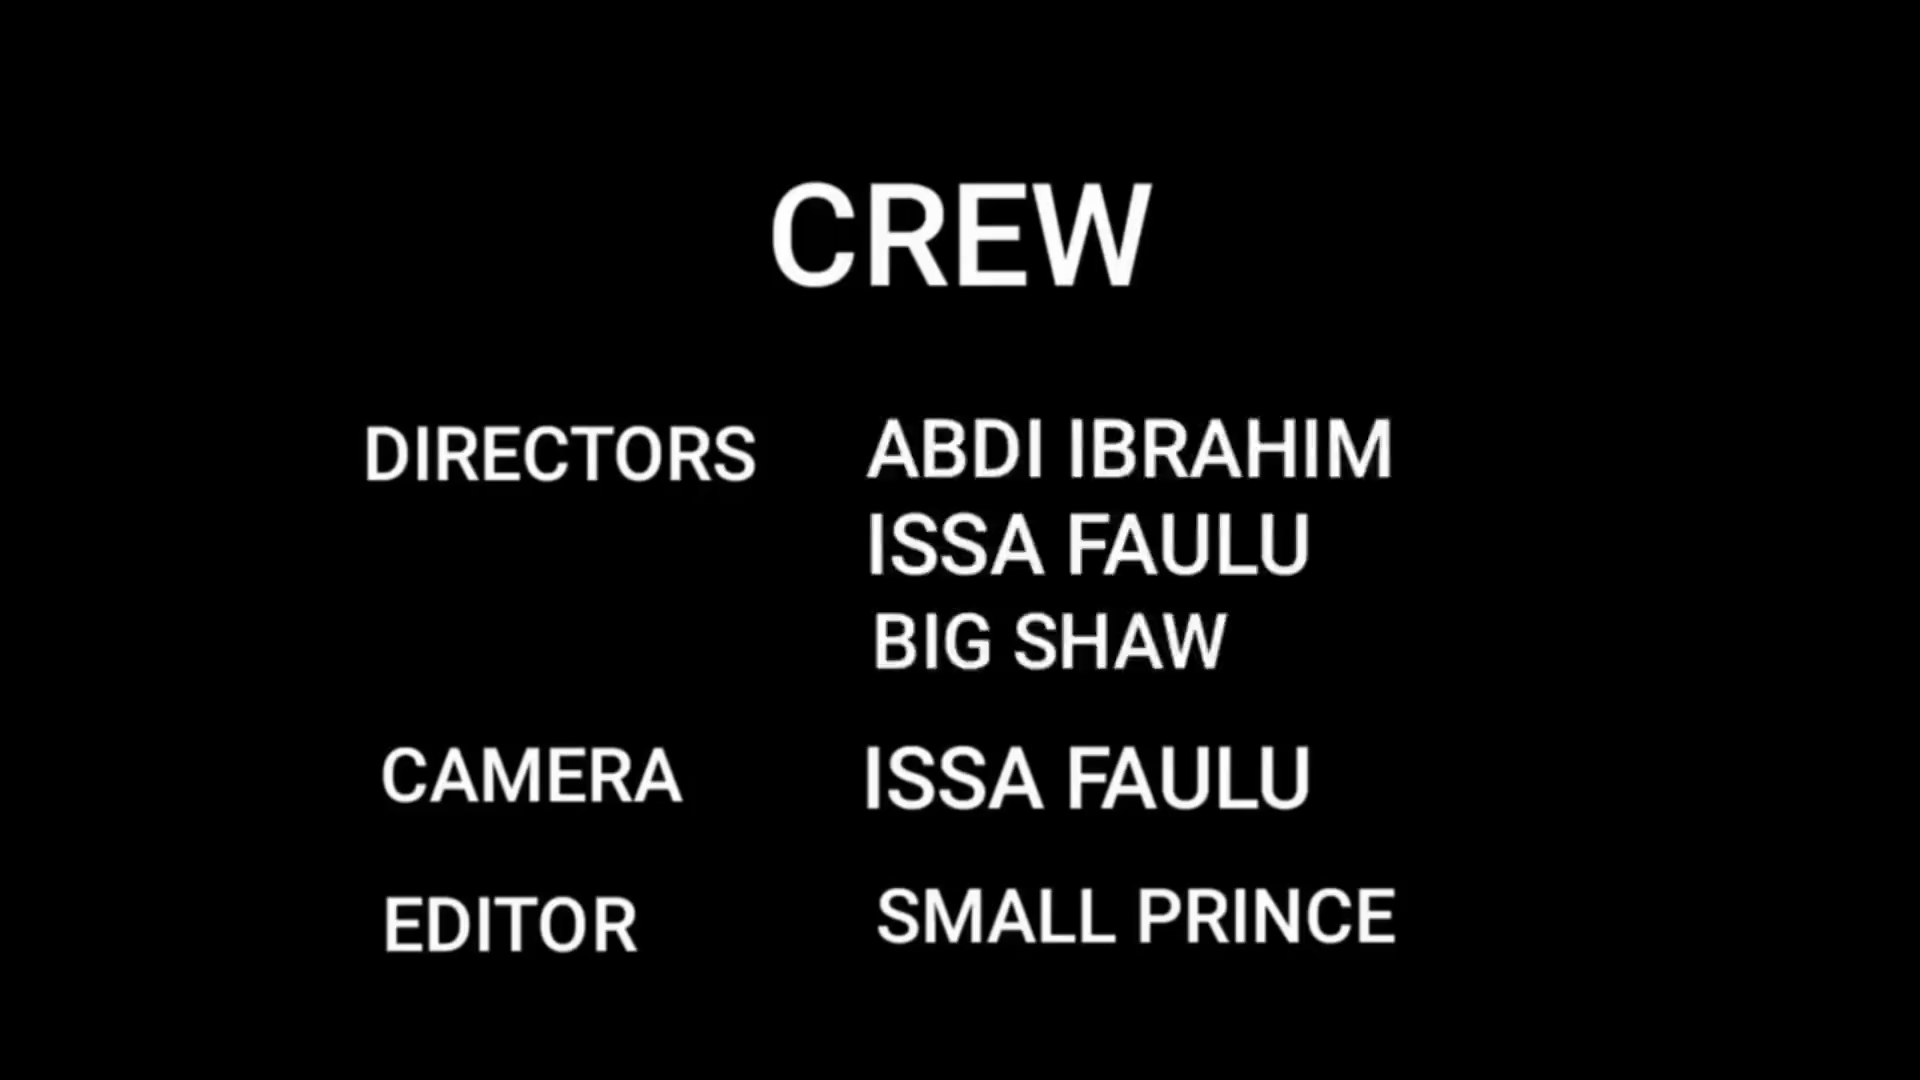 CREW
DIRECTORS ABDI IBRAHIM
ISSA FAULU
BIG SHAW
CAMERA ISSA FAULU
EDITOR SMALL PRINCE